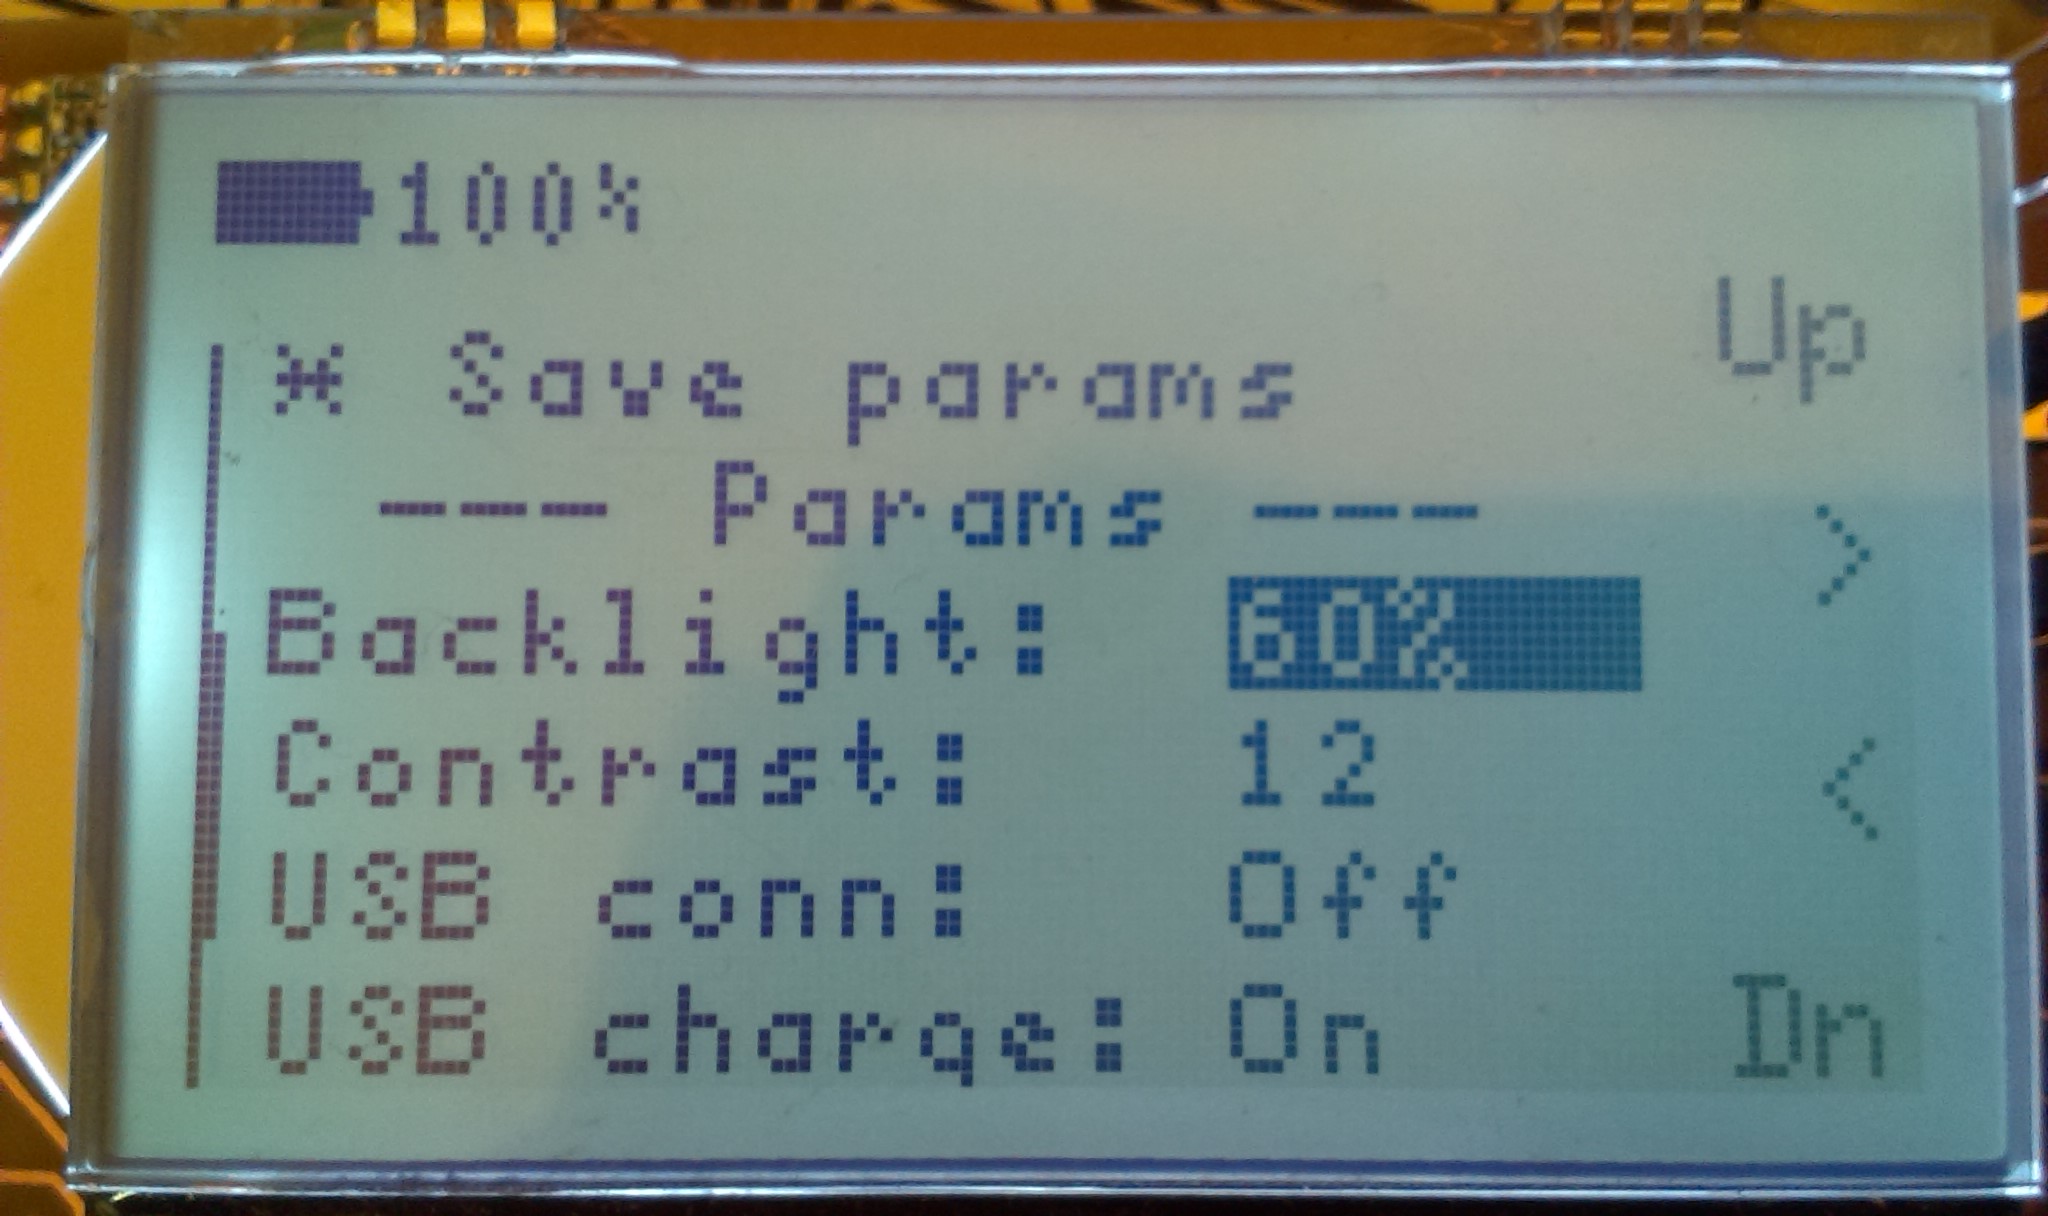 100%
Up
* Save params
--- Params ---
>
Backlight: 60%
Contrast: 12
<
USB conn: Off
USB charge: On
Dn